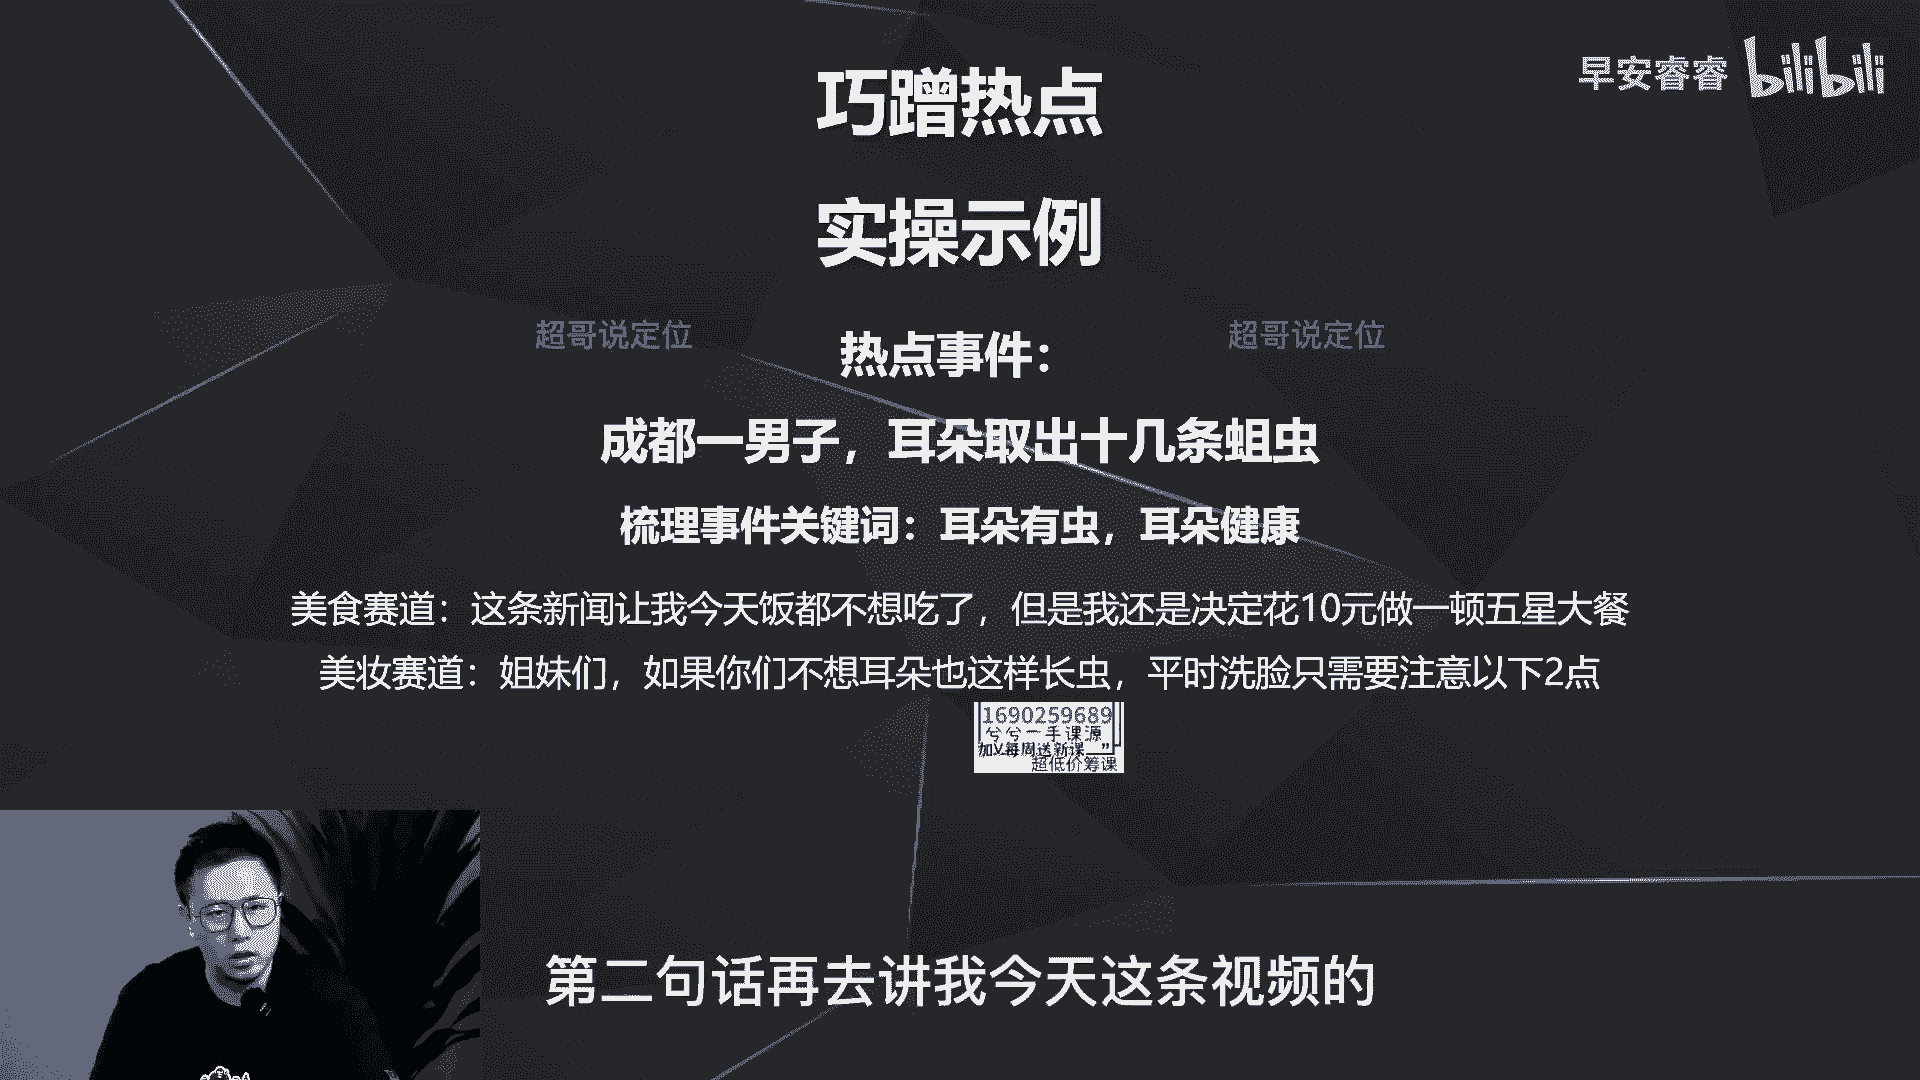 巧蹭热点
早安睿睿 bilibili
实操示例
超哥说定位
超哥说定位
热点事件：
成都一男子，耳朵取出十几条蛆虫
梳理事件关键词：耳朵有虫，耳朵健康
美食赛道：这条新闻让我今天饭都不想吃了，但是我还是决定花10元做一顿五星大餐
美妆赛道：姐妹们，如果你们不想耳朵也这样长虫，平时洗脸只需要注意以下2点
1690259689
兮兮一手课源
加V每周送新课
超低价筹课
第二句话再去讲我今天这条视频的